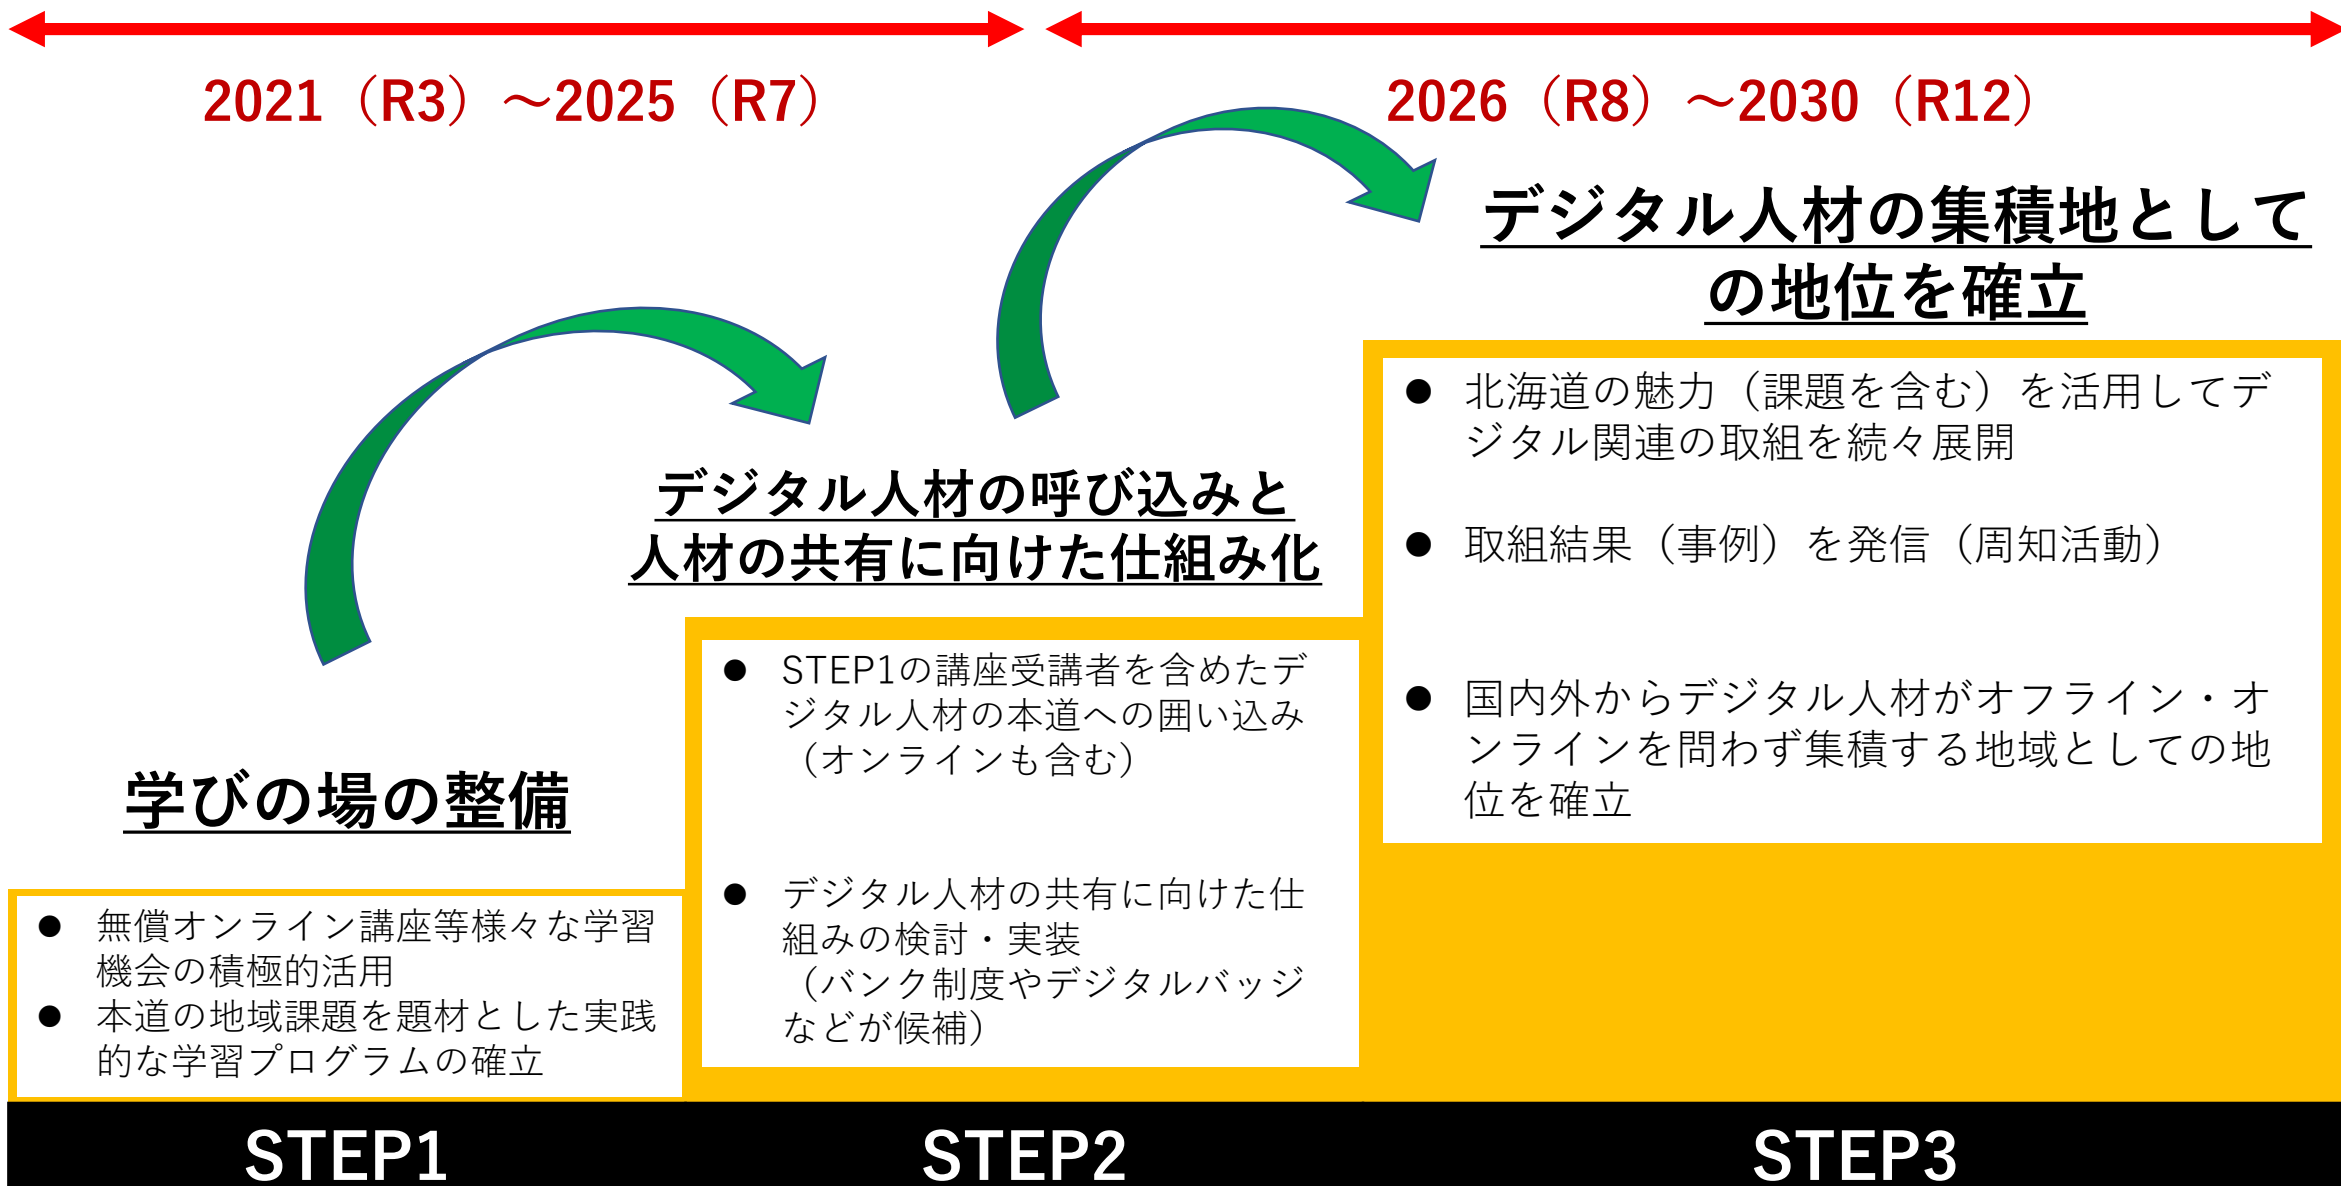 2021（R3）～2025（R7）
2026（R8）～2030（R12）
デジタル人材の集積地として
の地位を確立
● 北海道の魅力（課題を含む）を活用してデ
ジタル関連の取組を続々展開
● 取組結果（事例）を発信（周知活動）
● 国内外からデジタル人材がオフライン・オ
ンラインを問わず集積する地域としての地
位を確立
デジタル人材の呼び込みと
人材の共有に向けた仕組み化
● STEP1の講座受講者を含めたデ
ジタル人材の本道への囲い込み
（オンラインも含む）
● デジタル人材の共有に向けた仕
組みの検討・実装
（バンク制度やデジタルバッジ
などが候補）
学びの場の整備
● 無償オンライン講座等様々な学習
機会の積極的活用
● 本道の地域課題を題材とした実践
的な学習プログラムの確立
STEP1
STEP2
STEP3